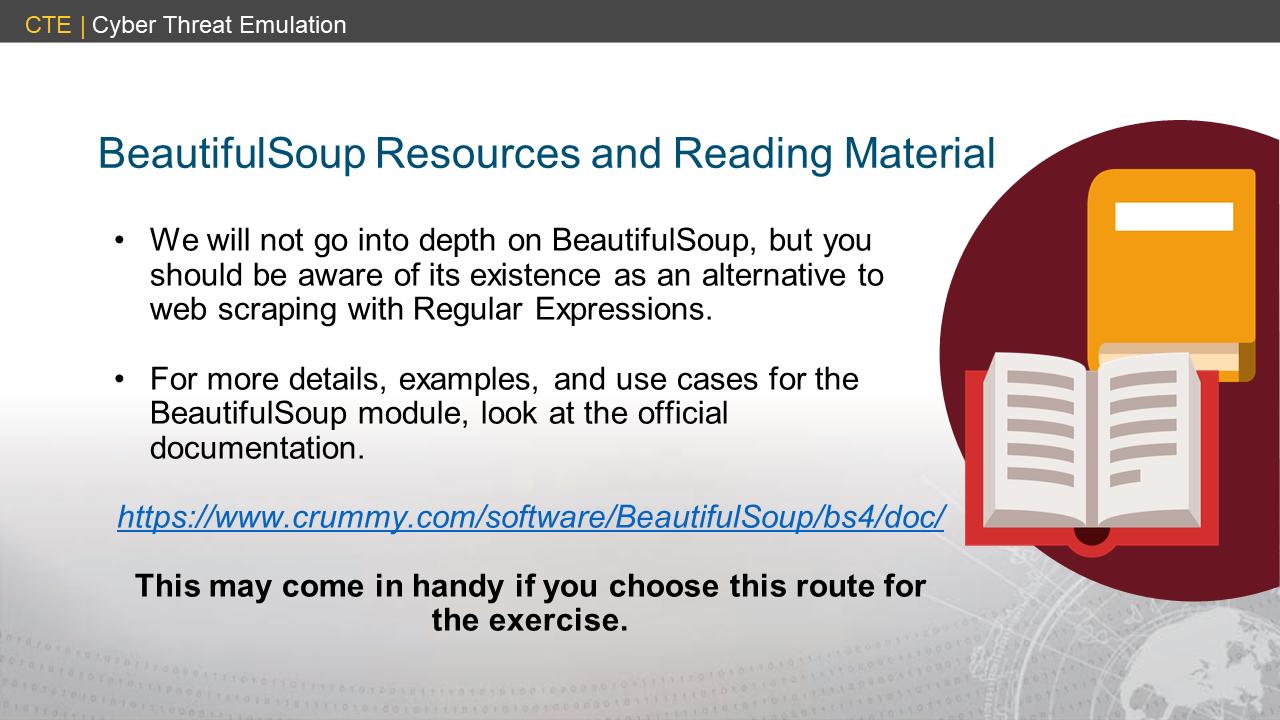 CTE | Cyber Threat Emulation
BeautifulSoup Resources and Reading Material
• We will not go into depth on BeautifulSoup, but you
should be aware of its existence as an alternative to
web scraping with Regular Expressions.
• For more details, examples, and use cases for the
BeautifulSoup module, look at the official
documentation.
https://www.crummy.com/software/BeautifulSoup/bs4/doc/
This may come in handy if you choose this route for
the exercise.